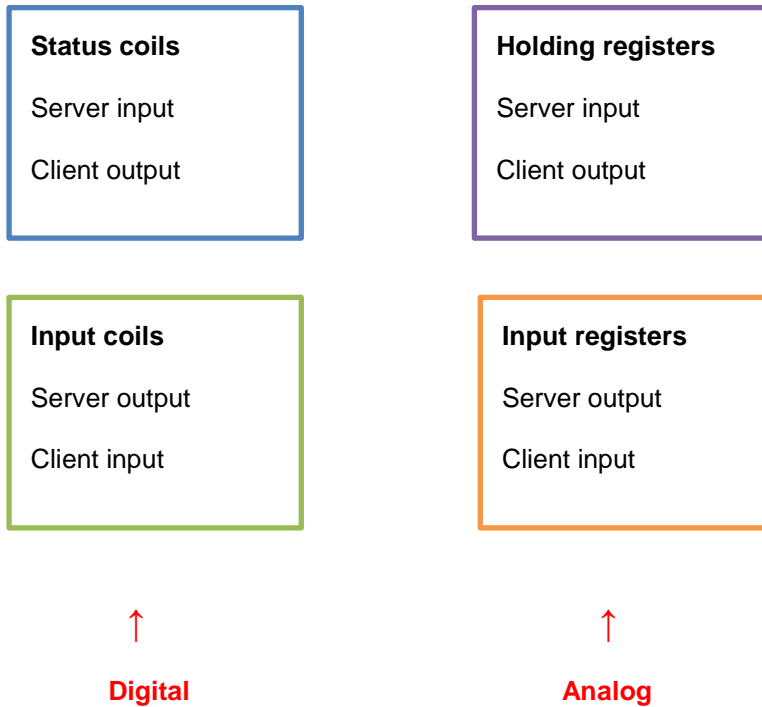 Status coils
Server input
Client output
Holding registers
Server input
Client output
Input coils
Server output
Client input
Input registers
Server output
Client input
↑
↑
Digital
Analog